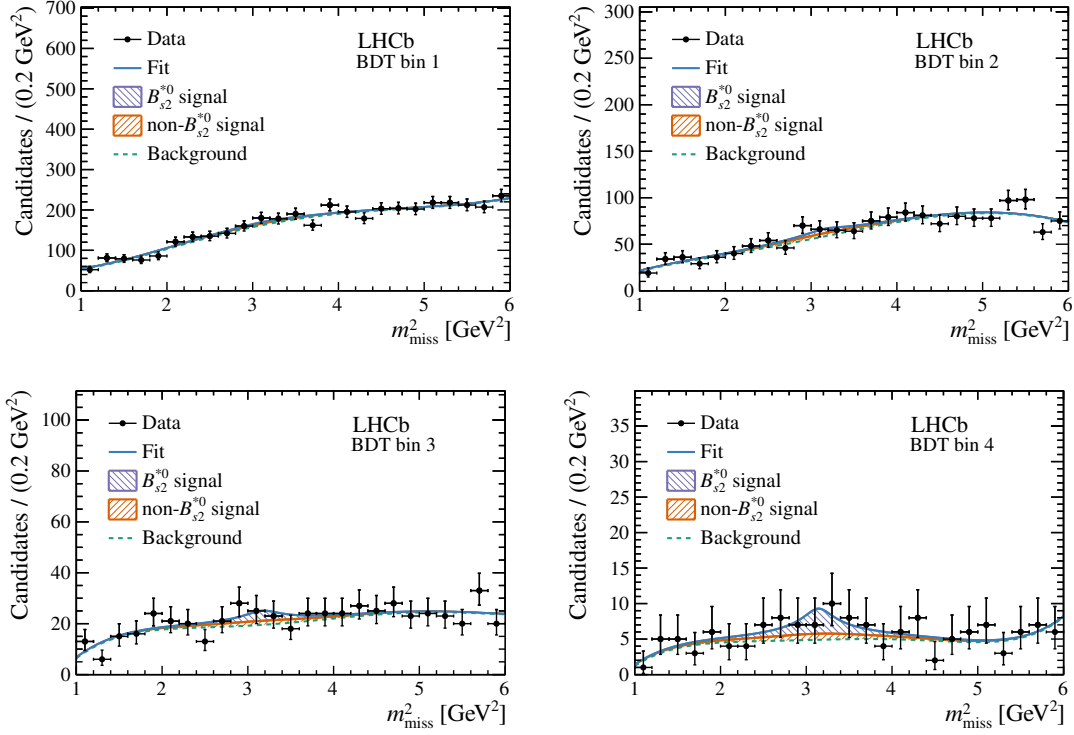 Candidates / (0.2 GeV²)
700
600
500
400
300
200
100
0
Data
Fit
B*⁰ₛ₂ signal
non-B*⁰ₛ₂ signal
Background
LHCb
BDT bin 1
1 2 3 4 5 6
m²miss [GeV²]
Candidates / (0.2 GeV²)
300
250
200
150
100
50
0
Data
Fit
B*⁰ₛ₂ signal
non-B*⁰ₛ₂ signal
Background
LHCb
BDT bin 2
1 2 3 4 5 6
m²miss [GeV²]
Candidates / (0.2 GeV²)
100
80
60
40
20
0
Data
Fit
B*⁰ₛ₂ signal
non-B*⁰ₛ₂ signal
Background
LHCb
BDT bin 3
1 2 3 4 5 6
m²miss [GeV²]
Candidates / (0.2 GeV²)
35
30
25
20
15
10
5
0
Data
Fit
B*⁰ₛ₂ signal
non-B*⁰ₛ₂ signal
Background
LHCb
BDT bin 4
1 2 3 4 5 6
m²miss [GeV²]